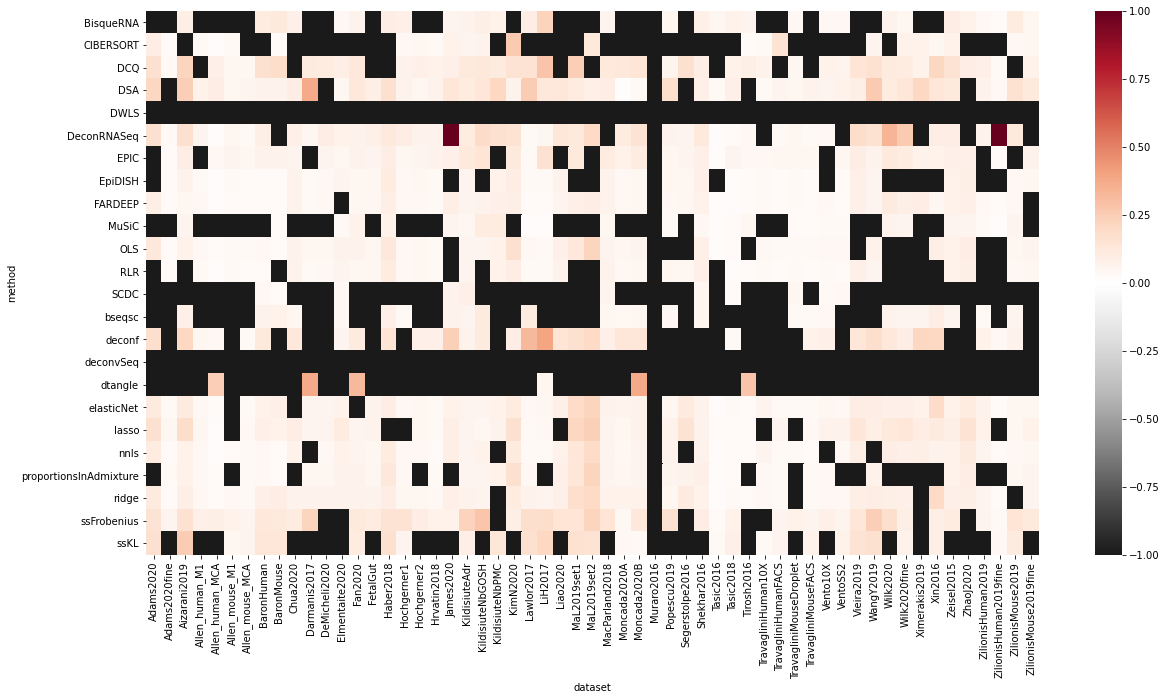 BisqueRNA
CIBERSORT
DCQ
DSA
DWLS
DeconRNASeq
EPIC
EpiDISH
FARDEEP
MuSiC
OLS
RLR
SCDC
bseqsc
deconf
deconvSeq
dtangle
elasticNet
lasso
nnls
proportionsInAdmixture
ridge
ssFrobenius
ssKL
method
Adams2020
Adams2020fine
Aizarani2019
Allen_human_M1
Allen_human_MCA
Allen_mouse_M1
Allen_mouse_MCA
BaronHuman
BaronMouse
Chua2020
Darmanis2017
DeMicheli2020
Elmentaite2020
Fan2020
FetalGut
Haber2018
Hochgerner1
Hochgerner2
Hrvatin2018
James2020
KildisiuteAdr
KildisiuteNbGOSH
KildisiuteNbPMC
KimN2020
Lawlor2017
LiH2017
Liao2020
MaL2019set1
MaL2019set2
MacParland2018
Moncada2020A
Moncada2020B
Muraro2016
Popescu2019
Segerstolpe2016
Shekhar2016
Tasic2016
Tasic2018
Tirosh2016
TravagliniHuman10X
TravagliniHumanFACS
TravagliniMouseDroplet
TravagliniMouseFACS
Vento10X
VentoSS2
Vieira2019
WangY2019
Wilk2020
Wilk2020fine
Ximerakis2019
Xin2016
Zeisel2015
ZhaoJ2020
ZilionisHuman2019
ZilionisHuman2019fine
ZilionisMouse2019
ZilionisMouse2019fine
dataset
1.00
0.75
0.50
0.25
0.00
−0.25
−0.50
−0.75
−1.00